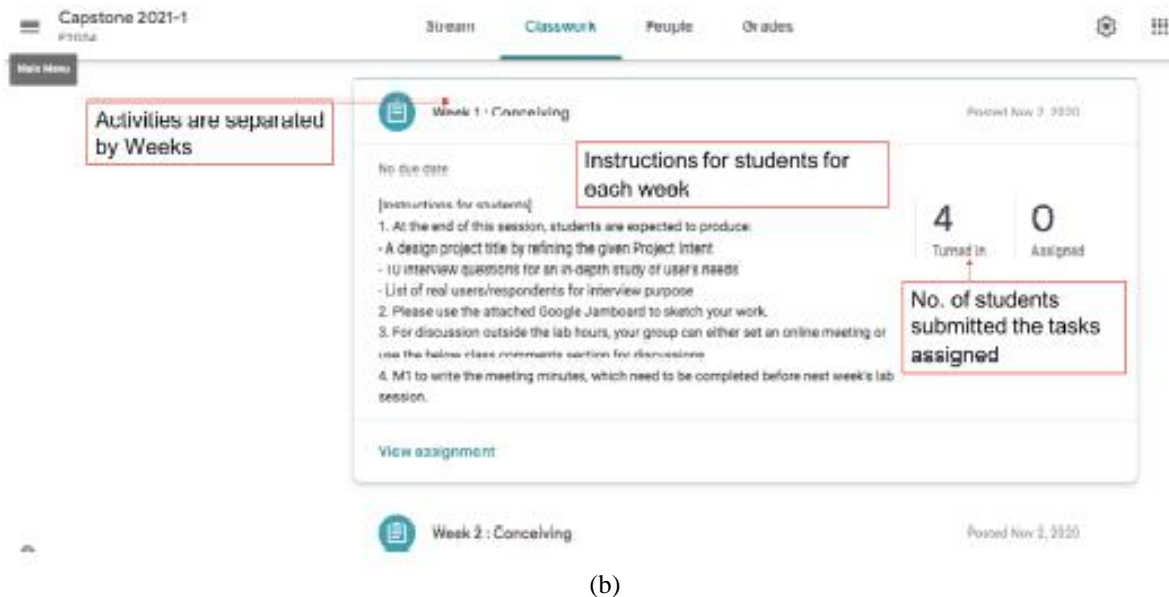 Capstone 2021-1
Stream Classwork People Grades
Main Menu
Activities are separated
by Weeks
Week 1 : Conceiving
Posted Nov 2, 2020
No due date
Instructions for students for
each week
[Instructions for students]
1. At the end of this session, students are expected to produce:
- A design project title by refining the given Project Intent
- 10 interview questions for an in-depth study of user's needs
- List of real users/respondents for interview purpose
2. Please use the attached Google Jamboard to sketch your work.
3. For discussion outside the lab hours, your group can either set an online meeting or
use the below class comments section for discussions
4. M1 to write the meeting minutes, which need to be completed before next week's lab
session.
4 0
Turned in Assigned
No. of students
submitted the tasks
assigned
View assignment
Week 2 : Conceiving
Posted Nov 2, 2020
(b)